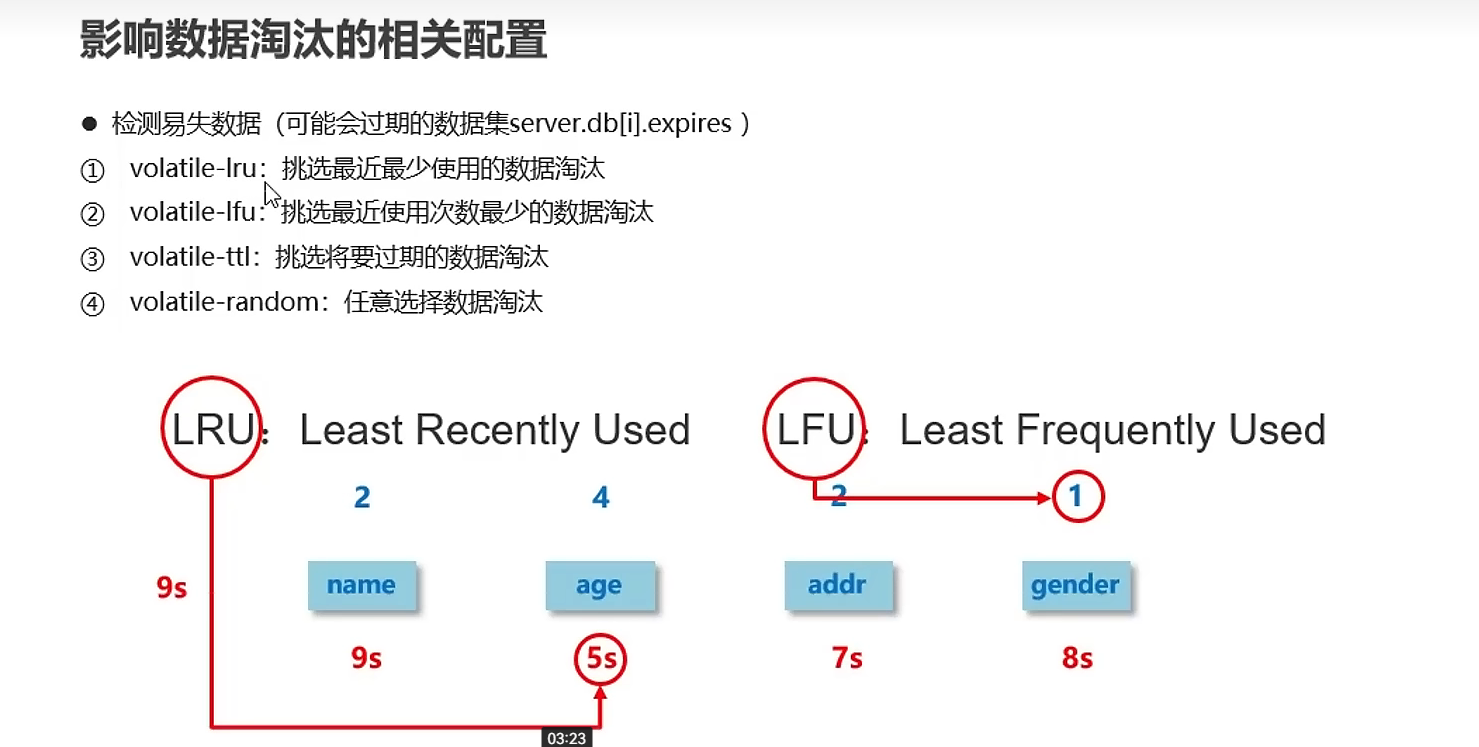 影响数据淘汰的相关配置
● 检测易失数据（可能会过期的数据集server.db[i].expires ）
① volatile-lru：挑选最近最少使用的数据淘汰
② volatile-lfu：挑选最近使用次数最少的数据淘汰
③ volatile-ttl：挑选将要过期的数据淘汰
④ volatile-random：任意选择数据淘汰
LRU：Least Recently Used LFU：Least Frequently Used
2 4 2 1
9s name age addr gender
9s 5s 7s 8s
03:23